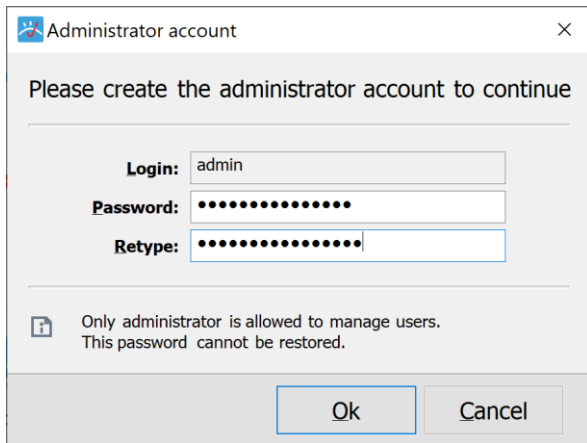 Administrator account
Please create the administrator account to continue
Login: admin
Password: ●●●●●●●●●●●●●●●
Retype: ●●●●●●●●●●●●●●●●
Only administrator is allowed to manage users.
This password cannot be restored.
Ok Cancel